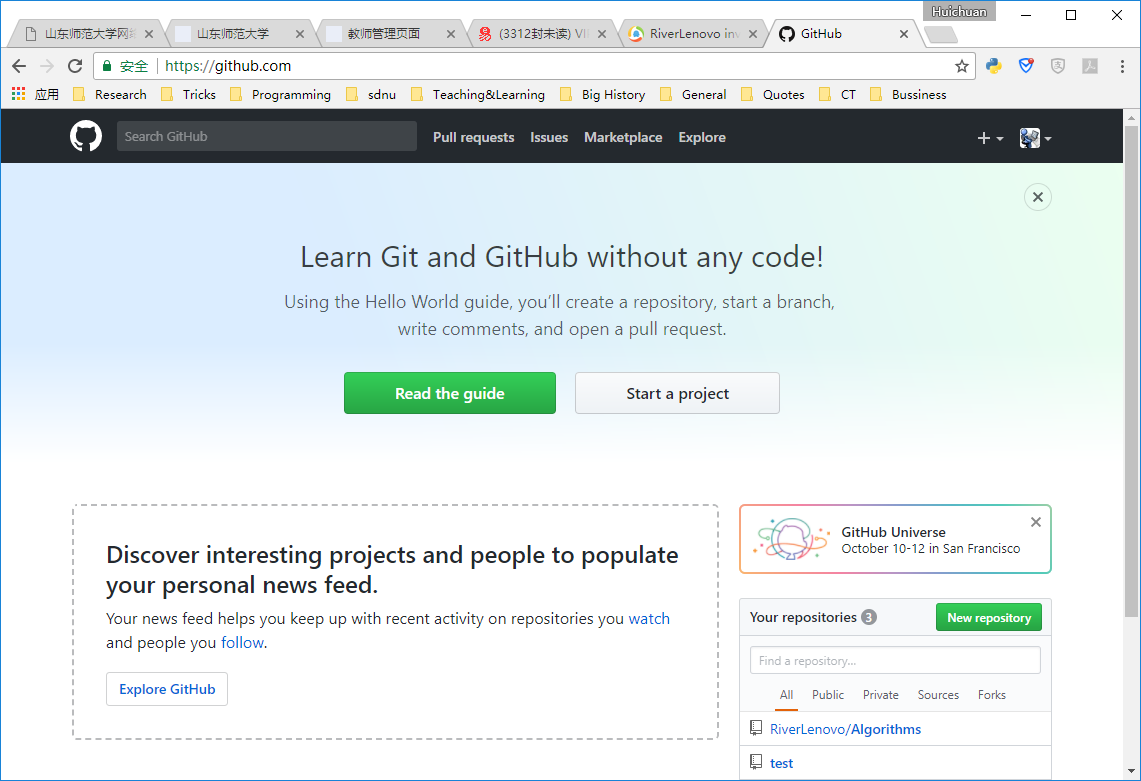 Huichuan
山东师范大学网络
山东师范大学
教师管理页面
(3312封未读) VI
RiverLenovo inv
GitHub
安全 https://github.com
应用 Research Tricks Programming sdnu Teaching&Learning Big History General Quotes CT Bussiness
Search GitHub Pull requests Issues Marketplace Explore
Learn Git and GitHub without any code!
Using the Hello World guide, you’ll create a repository, start a branch,
write comments, and open a pull request.
Read the guide Start a project
Discover interesting projects and people to populate
your personal news feed.
Your news feed helps you keep up with recent activity on repositories you watch
and people you follow.
Explore GitHub
GitHub Universe
October 10-12 in San Francisco
Your repositories 3 New repository
Find a repository...
All Public Private Sources Forks
RiverLenovo/Algorithms
test